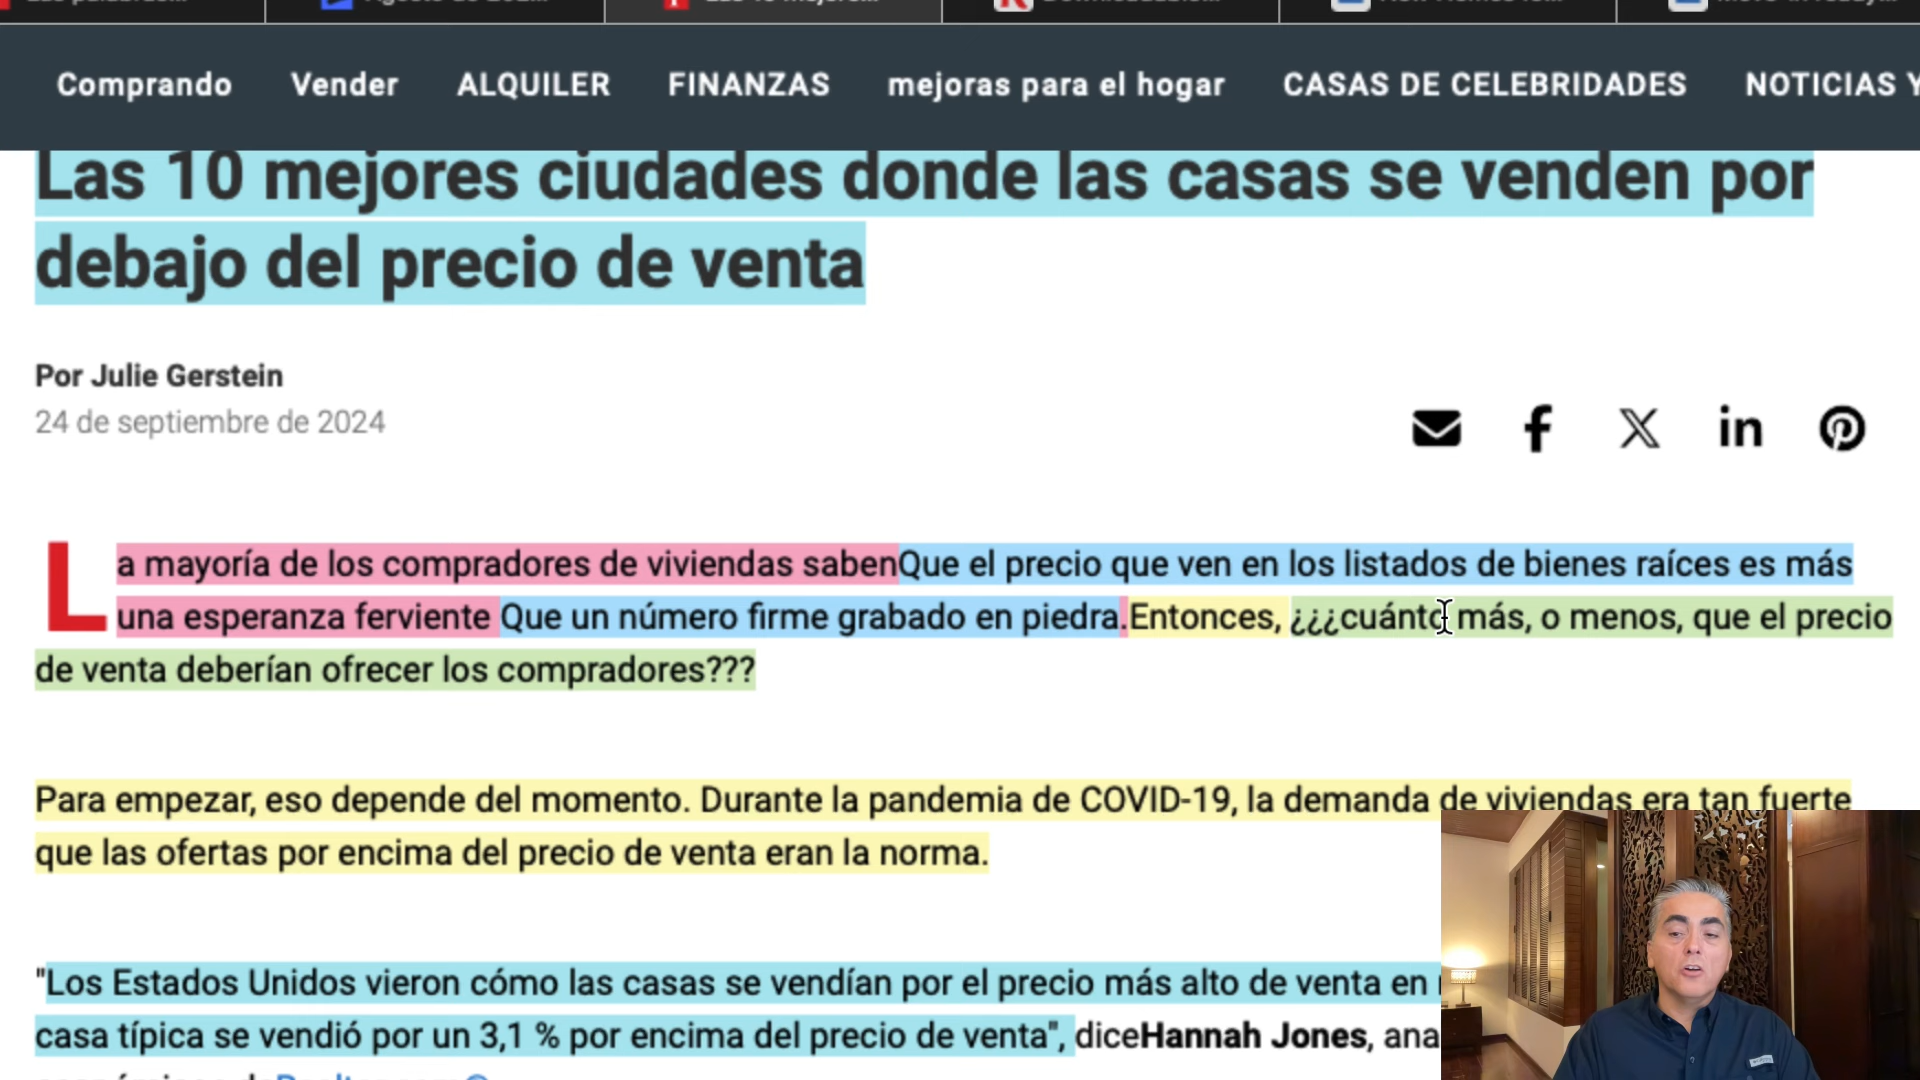 Comprando Vender ALQUILER FINANZAS mejoras para el hogar CASAS DE CELEBRIDADES NOTICIAS Y
Las 10 mejores ciudades donde las casas se venden por
debajo del precio de venta
Por Julie Gerstein
24 de septiembre de 2024
La mayoría de los compradores de viviendas sabenQue el precio que ven en los listados de bienes raíces es más
una esperanza ferviente Que un número firme grabado en piedra.Entonces, ¿¿¿cuánto más, o menos, que el precio
de venta deberían ofrecer los compradores???
Para empezar, eso depende del momento. Durante la pandemia de COVID-19, la demanda de viviendas era tan fuerte
que las ofertas por encima del precio de venta eran la norma.
"Los Estados Unidos vieron cómo las casas se vendían por el precio más alto de venta en
casa típica se vendió por un 3,1 % por encima del precio de venta", diceHannah Jones, ana